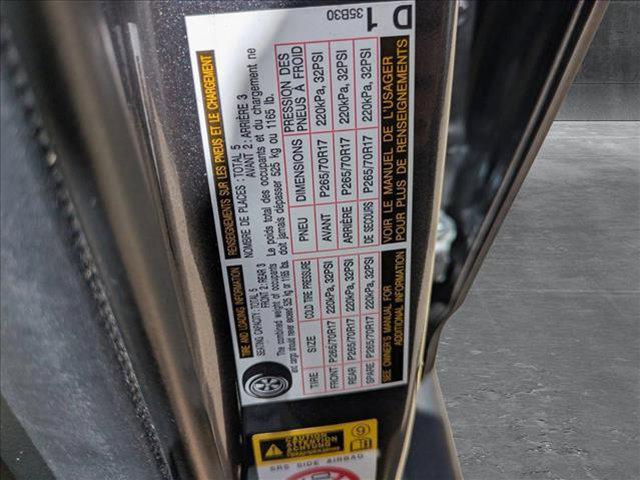 TIRE AND LOADING INFORMATION
SEATING CAPACITY: TOTAL 5
FRONT 2: REAR 3
The combined weight of occupants
and cargo should never exceed 525 kg or 1165 lbs.
TIRE SIZE COLD TIRE PRESSURE
FRONT P265/70R17 220kPa, 32PSI
REAR P265/70R17 220kPa, 32PSI
SPARE P265/70R17 220kPa, 32PSI
SEE OWNER'S MANUAL FOR
ADDITIONAL INFORMATION
RENSEIGNEMENTS SUR LES PNEUS ET LE CHARGEMENT
NOMBRE DE PLACES : TOTAL 5
AVANT 2 : ARRIÈRE 3
Le poids total des occupants et du chargement ne
doit jamais dépasser 525 kg ou 1165 lb.
PNEU DIMENSIONS PRESSION DES
PNEUS À FROID
AVANT P265/70R17 220kPa, 32PSI
ARRIÈRE P265/70R17 220kPa, 32PSI
DE SECOURS P265/70R17 220kPa, 32PSI
VOIR LE MANUEL DE L'USAGER
POUR PLUS DE RENSEIGNEMENTS
35B30
D 1
CAUTION
ATTENTION
ACHTUNG
9
SRS SIDE AIRBAG